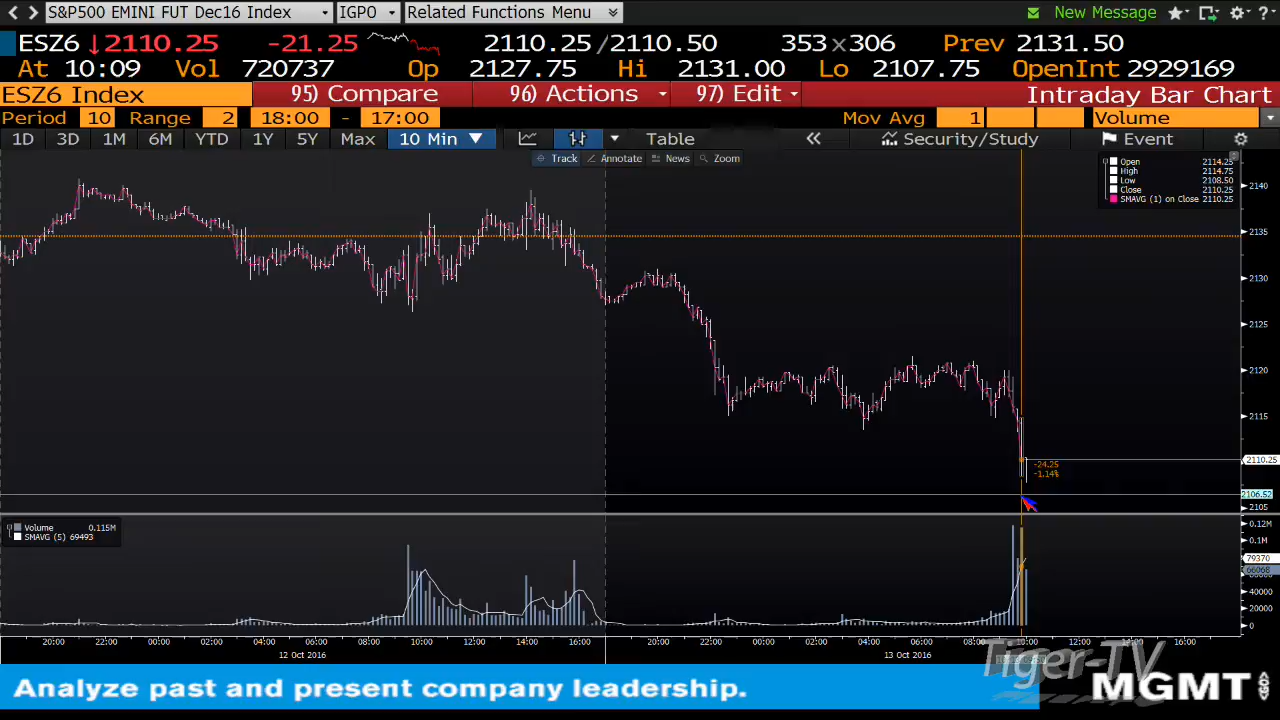 S&P500 EMINI FUT Dec16 Index IGPO Related Functions Menu New Message
ESZ6 ↓2110.25 -21.25 2110.25/2110.50 353x306 Prev 2131.50
At 10:09 Vol 720737 Op 2127.75 Hi 2131.00 Lo 2107.75 OpenInt 2929169
ESZ6 Index 95) Compare 96) Actions 97) Edit Intraday Bar Chart
Period 10 Range 2 18:00 - 17:00 Mov Avg 1 Volume
1D 3D 1M 6M YTD 1Y 5Y Max 10 Min ▼ Table « Security/Study Event
Track Annotate News Zoom
Open 2114.25
High 2114.75
Low 2108.50
Close 2110.25
SMAVG (1) on Close 2110.25
2140
2135
2130
2125
2120
2115
2110.25
-24.25
-1.14%
2106.52
2105
Volume 0.115M
SMAVG (5) 69493
0.12M
0.1M
79370
66068
60000
40000
20000
0
20:00 22:00 00:00 02:00 04:00 06:00 08:00 10:00 12:00 14:00 16:00 20:00 22:00 00:00 02:00 04:00 06:00 08:00 12:00 14:00 16:00
12 Oct 2016 13 Oct 2016
Tiger-TV
Analyze past and present company leadership. MGMT GO